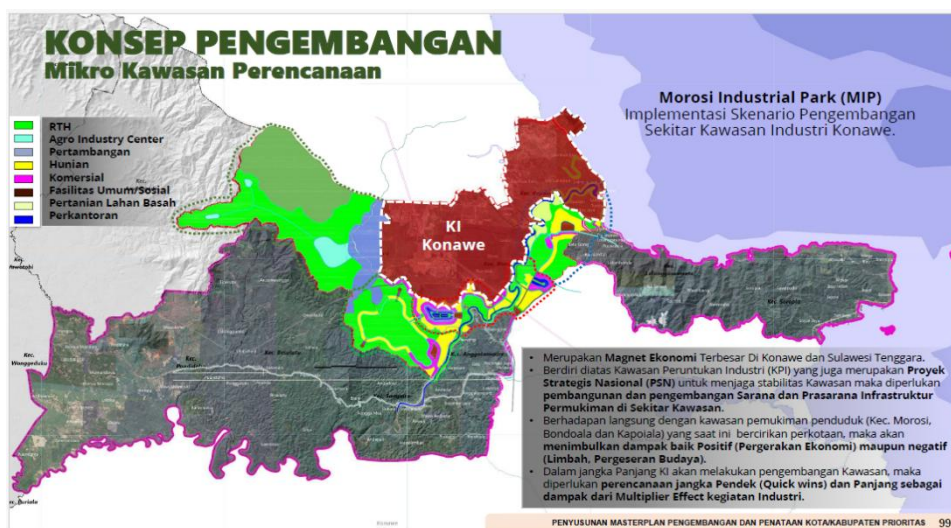 KONSEP PENGEMBANGAN
Mikro Kawasan Perencanaan
Morosi Industrial Park (MIP)
Implementasi Skenario Pengembangan
Sekitar Kawasan Industri Konawe.
RTH
Agro Industry Center
Pertambangan
Hunian
Komersial
Fasilitas Umum/Sosial
Pertanian Lahan Basah
Perkantoran
KI
Konawe
Kec.
Wonggeduku
• Merupakan Magnet Ekonomi Terbesar Di Konawe dan Sulawesi Tenggara.
• Berdiri diatas Kawasan Peruntukan Industri (KPI) yang juga merupakan Proyek
Strategis Nasional (PSN) untuk menjaga stabilitas Kawasan maka diperlukan
pembangunan dan pengembangan Sarana dan Prasarana Infrastruktur
Permukiman di Sekitar Kawasan.
• Berhadapan langsung dengan kawasan pemukiman penduduk (Kec. Morosi,
Bondoala dan Kapoiala) yang saat ini bercirikan perkotaan, maka akan
menimbulkan dampak baik Positif (Pergerakan Ekonomi) maupun negatif
(Limbah, Pergeseran Budaya).
• Dalam jangka Panjang KI akan melakukan pengembangan Kawasan, maka
diperlukan perencanaan jangka Pendek (Quick wins) dan Panjang sebagai
dampak dari Multiplier Effect kegiatan Industri.
Konawe
PENYUSUNAN MASTERPLAN PENGEMBANGAN DAN PENATAAN KOTA/KABUPATEN PRIORITAS 99